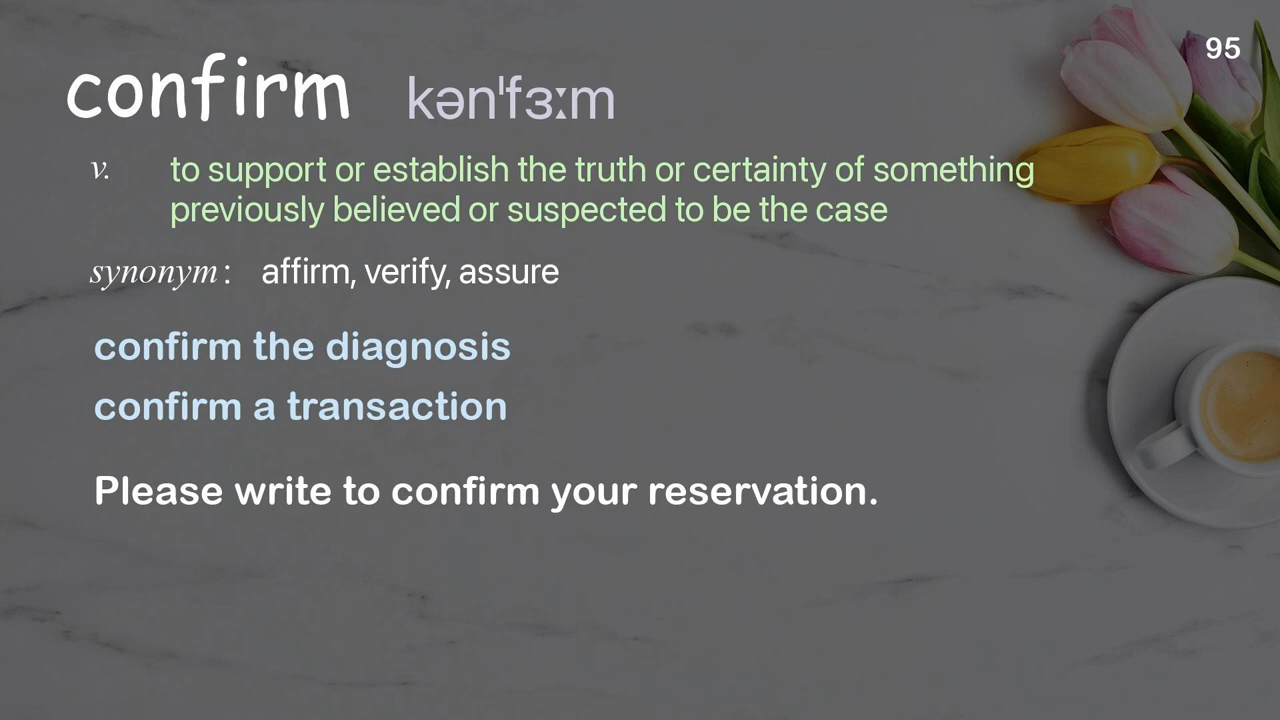 95
confirm kənˈfɜːm
v. to support or establish the truth or certainty of something
previously believed or suspected to be the case
synonym: affirm, verify, assure
confirm the diagnosis
confirm a transaction
Please write to confirm your reservation.